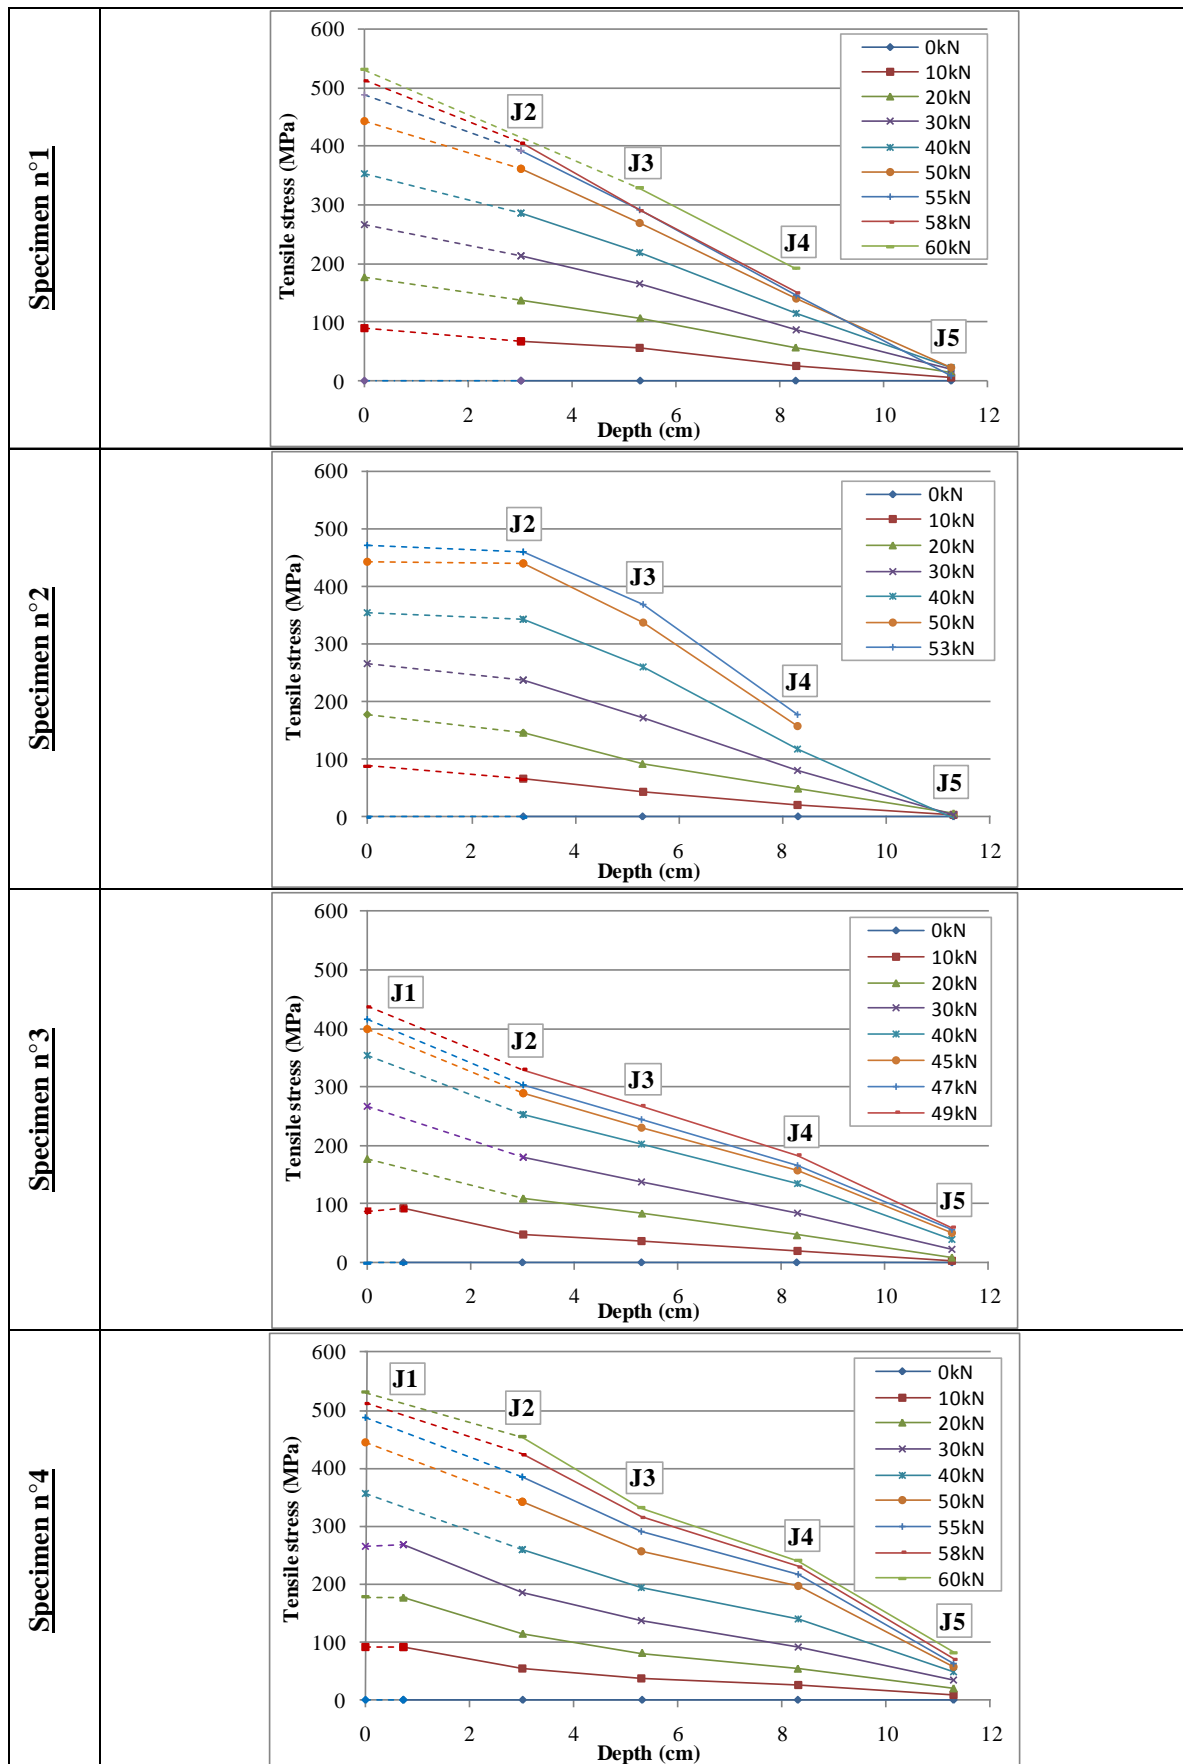 Specimen n°1
600
500
400
300
200
100
0
Tensile stress (MPa)
0 2 4 6 8 10 12
Depth (cm)
J2
J3
J4
J5
0kN
10kN
20kN
30kN
40kN
50kN
55kN
58kN
60kN
Specimen n°2
600
500
400
300
200
100
0
Tensile stress (MPa)
0 2 4 6 8 10 12
Depth (cm)
J2
J3
J4
J5
0kN
10kN
20kN
30kN
40kN
50kN
53kN
Specimen n°3
600
500
400
300
200
100
0
Tensile stress (MPa)
0 2 4 6 8 10 12
Depth (cm)
J1
J2
J3
J4
J5
0kN
10kN
20kN
30kN
40kN
45kN
47kN
49kN
Specimen n°4
600
500
400
300
200
100
0
Tensile stress (MPa)
0 2 4 6 8 10 12
Depth (cm)
J1
J2
J3
J4
J5
0kN
10kN
20kN
30kN
40kN
50kN
55kN
58kN
60kN